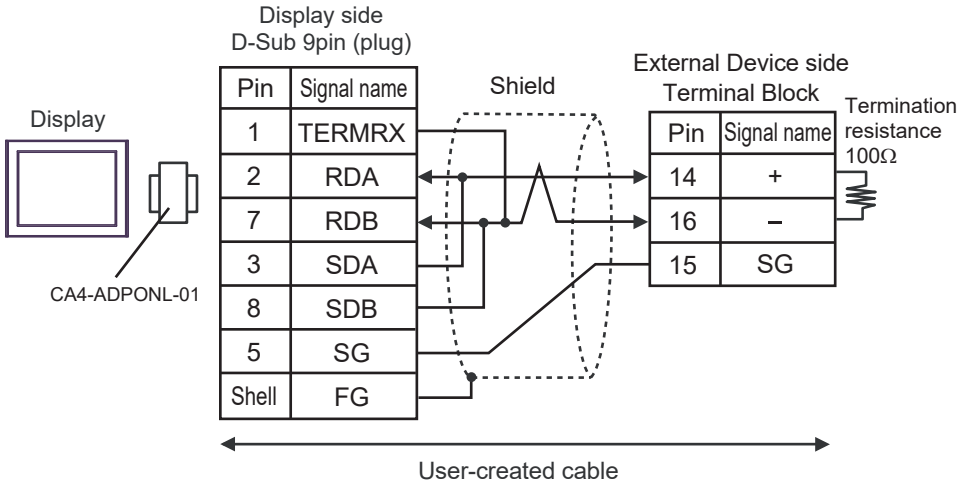 Display side
D-Sub 9pin (plug)
Pin Signal name
1 TERMRX
2 RDA
7 RDB
3 SDA
8 SDB
5 SG
Shell FG
Shield
External Device side
Terminal Block
Pin Signal name
14 +
16 –
15 SG
Termination
resistance
100Ω
Display
CA4-ADPONL-01
User-created cable